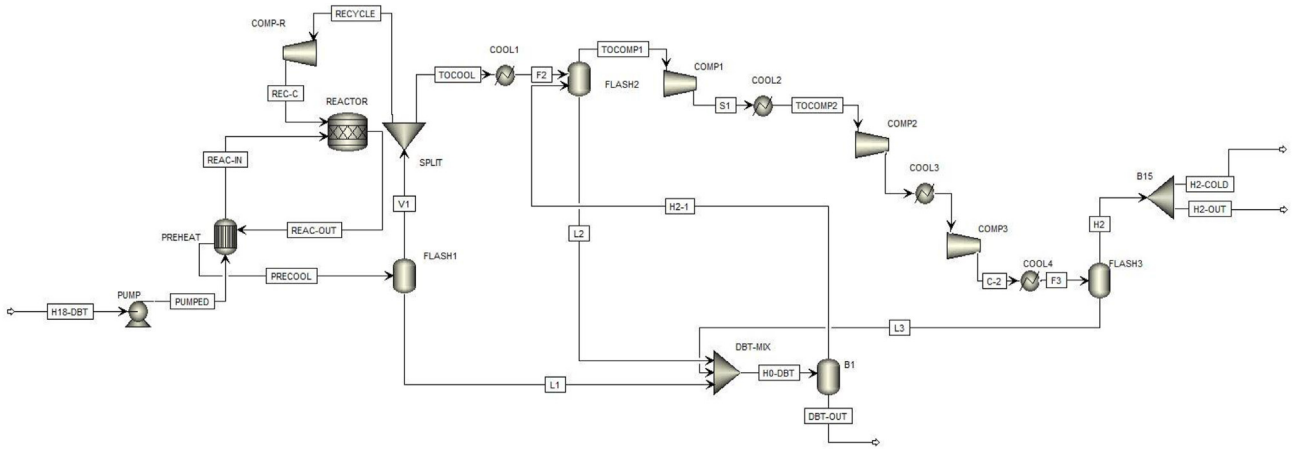 RECYCLE
COMP-R
COOL1
TOCOMP1
TOCOOL
F2
COMP1
FLASH2
COOL2
REC-C
REACTOR
S1
TOCOMP2
COMP2
REAC-IN
SPLIT
COOL3
B15
H2-COLD
V1
H2-1
H2-OUT
REAC-OUT
L2
H2
PREHEAT
COMP3
FLASH1
COOL4
FLASH3
PRECOOL
C-2
F3
PUMP
PUMPED
H18-DBT
L3
DBT-MIX
B1
H0-DBT
L1
DBT-OUT